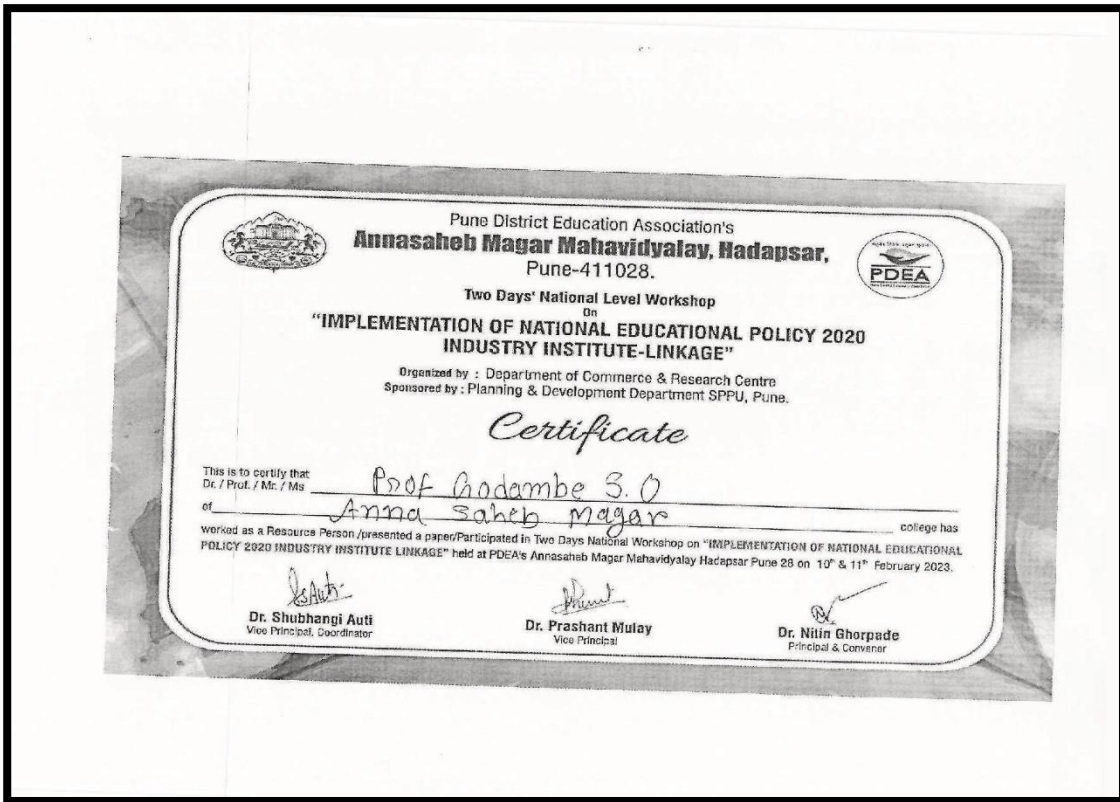 Pune District Education Association's
Annasaheb Magar Mahavidyalay, Hadapsar,
Pune-411028.
PDEA
Two Days' National Level Workshop
On
"IMPLEMENTATION OF NATIONAL EDUCATIONAL POLICY 2020
INDUSTRY INSTITUTE-LINKAGE"
Organized by : Department of Commerce & Research Centre
Sponsored by : Planning & Development Department SPPU, Pune.
Certificate
This is to certify that
Dr. / Prof. / Mr. / Ms Prof Godambe S.O
of Anna Saheb Magar college has
worked as a Resource Person /presented a paper/Participated in Two Days National Workshop on "IMPLEMENTATION OF NATIONAL EDUCATIONAL
POLICY 2020 INDUSTRY INSTITUTE LINKAGE" held at PDEA's Annasaheb Magar Mahavidyalay Hadapsar Pune 28 on 10th & 11th February 2023.
Dr. Shubhangi Auti
Vice Principal, Coordinator
Dr. Prashant Mulay
Vice Principal
Dr. Nitin Ghorpade
Principal & Convener